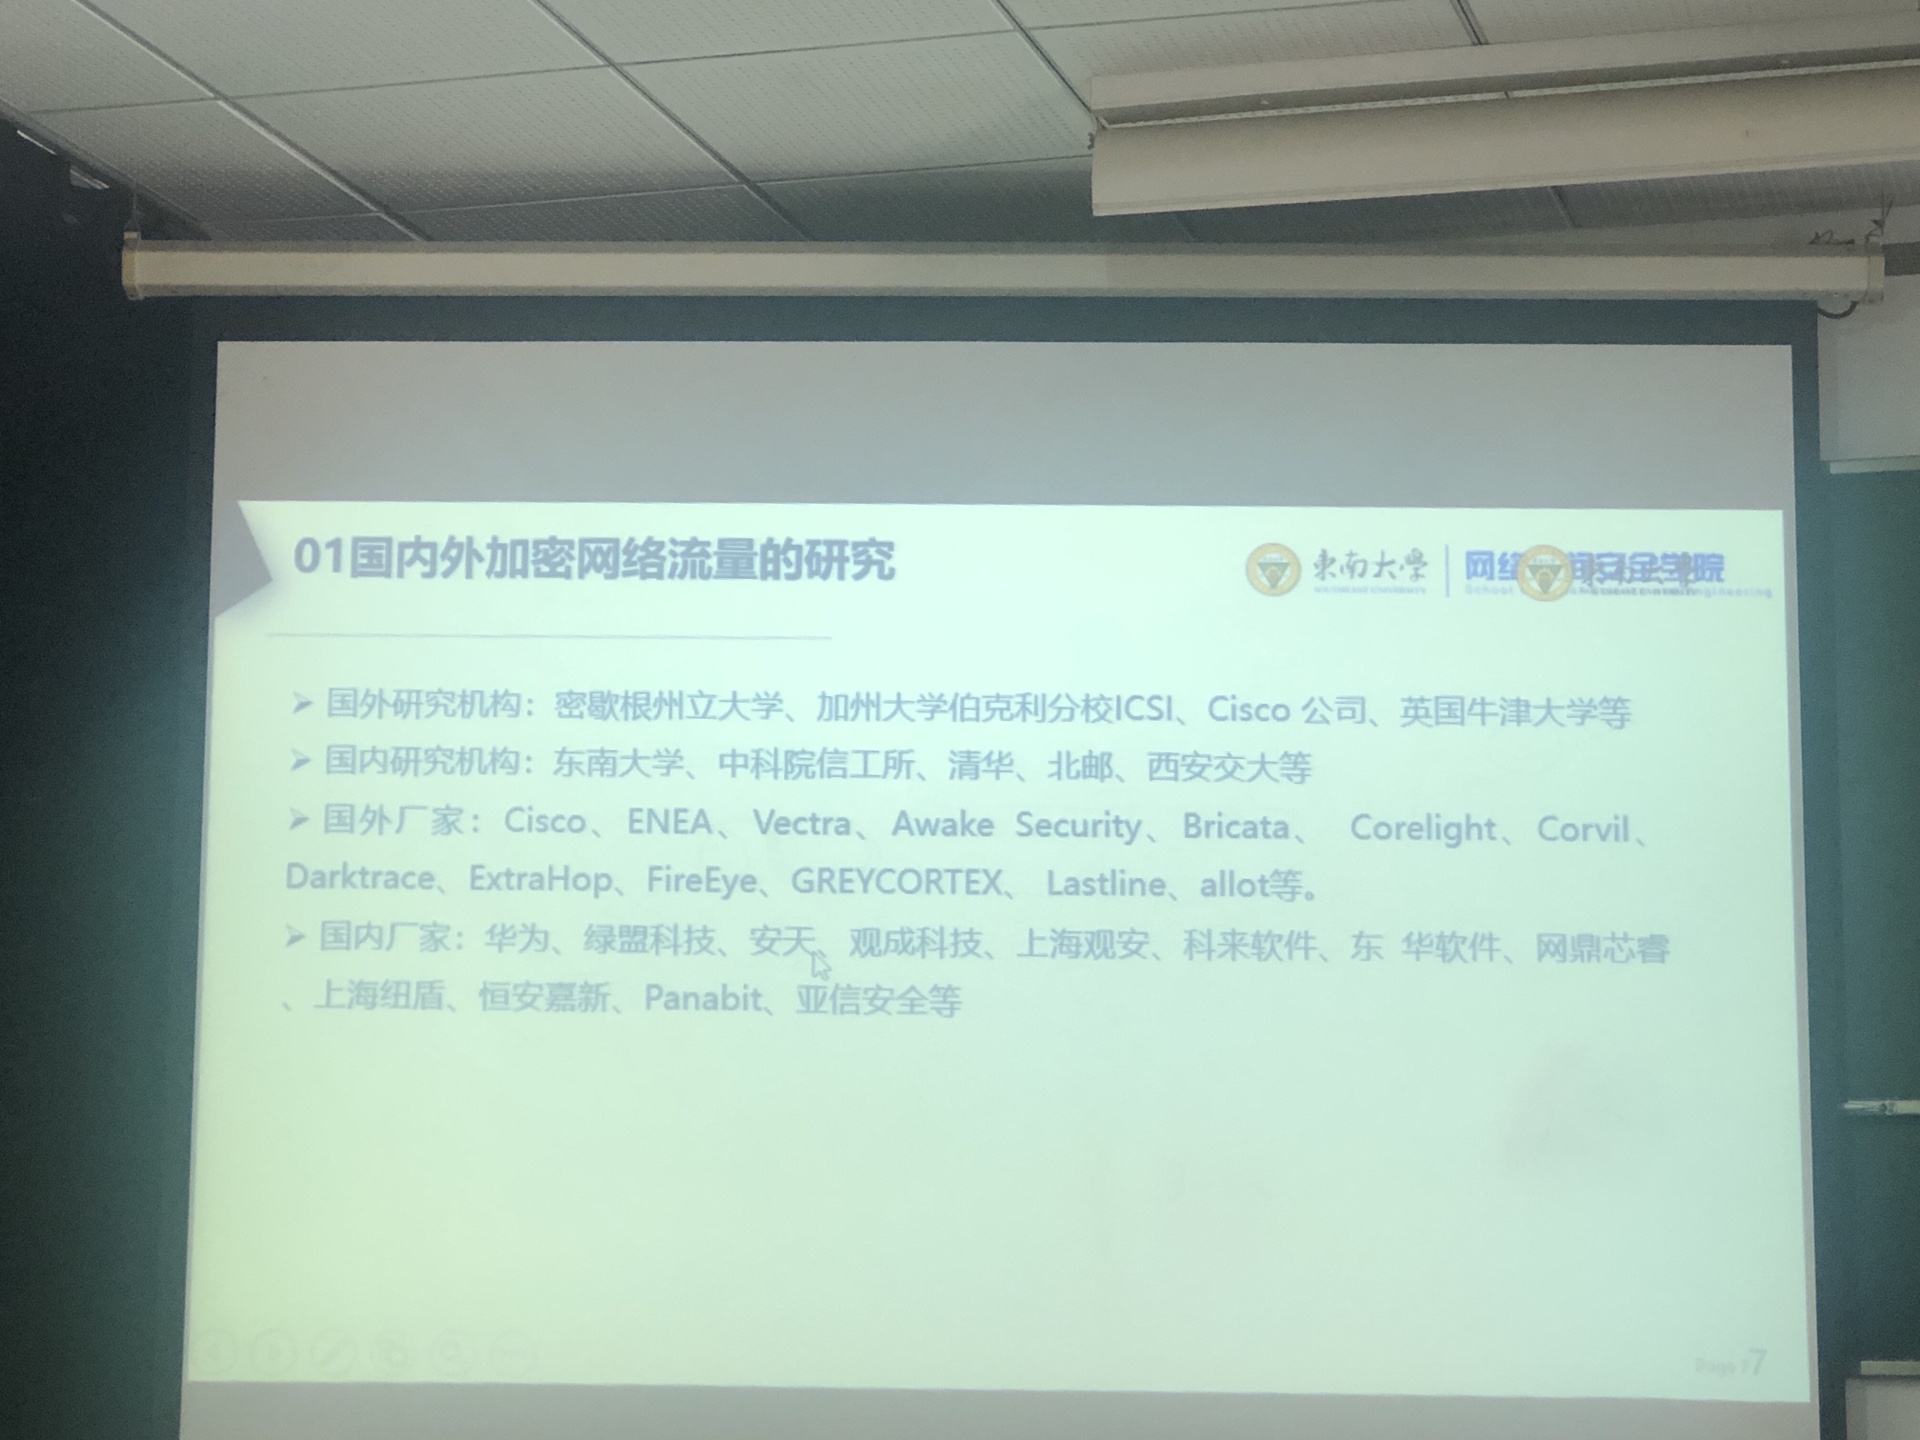 01国内外加密网络流量的研究
东南大学
网络
安全学院
School
➢ 国外研究机构：密歇根州立大学、加州大学伯克利分校ICSI、Cisco 公司、英国牛津大学等
➢ 国内研究机构：东南大学、中科院信工所、清华、北邮、西安交大等
➢ 国外厂家：Cisco、ENEA、Vectra、Awake Security、Bricata、 Corelight、Corvil、
Darktrace、ExtraHop、FireEye、GREYCORTEX、 Lastline、allot等。
➢ 国内厂家：华为、绿盟科技、安天、观成科技、上海观安、科来软件、东 华软件、网鼎芯睿
、上海纽盾、恒安嘉新、Panabit、亚信安全等
Page 7